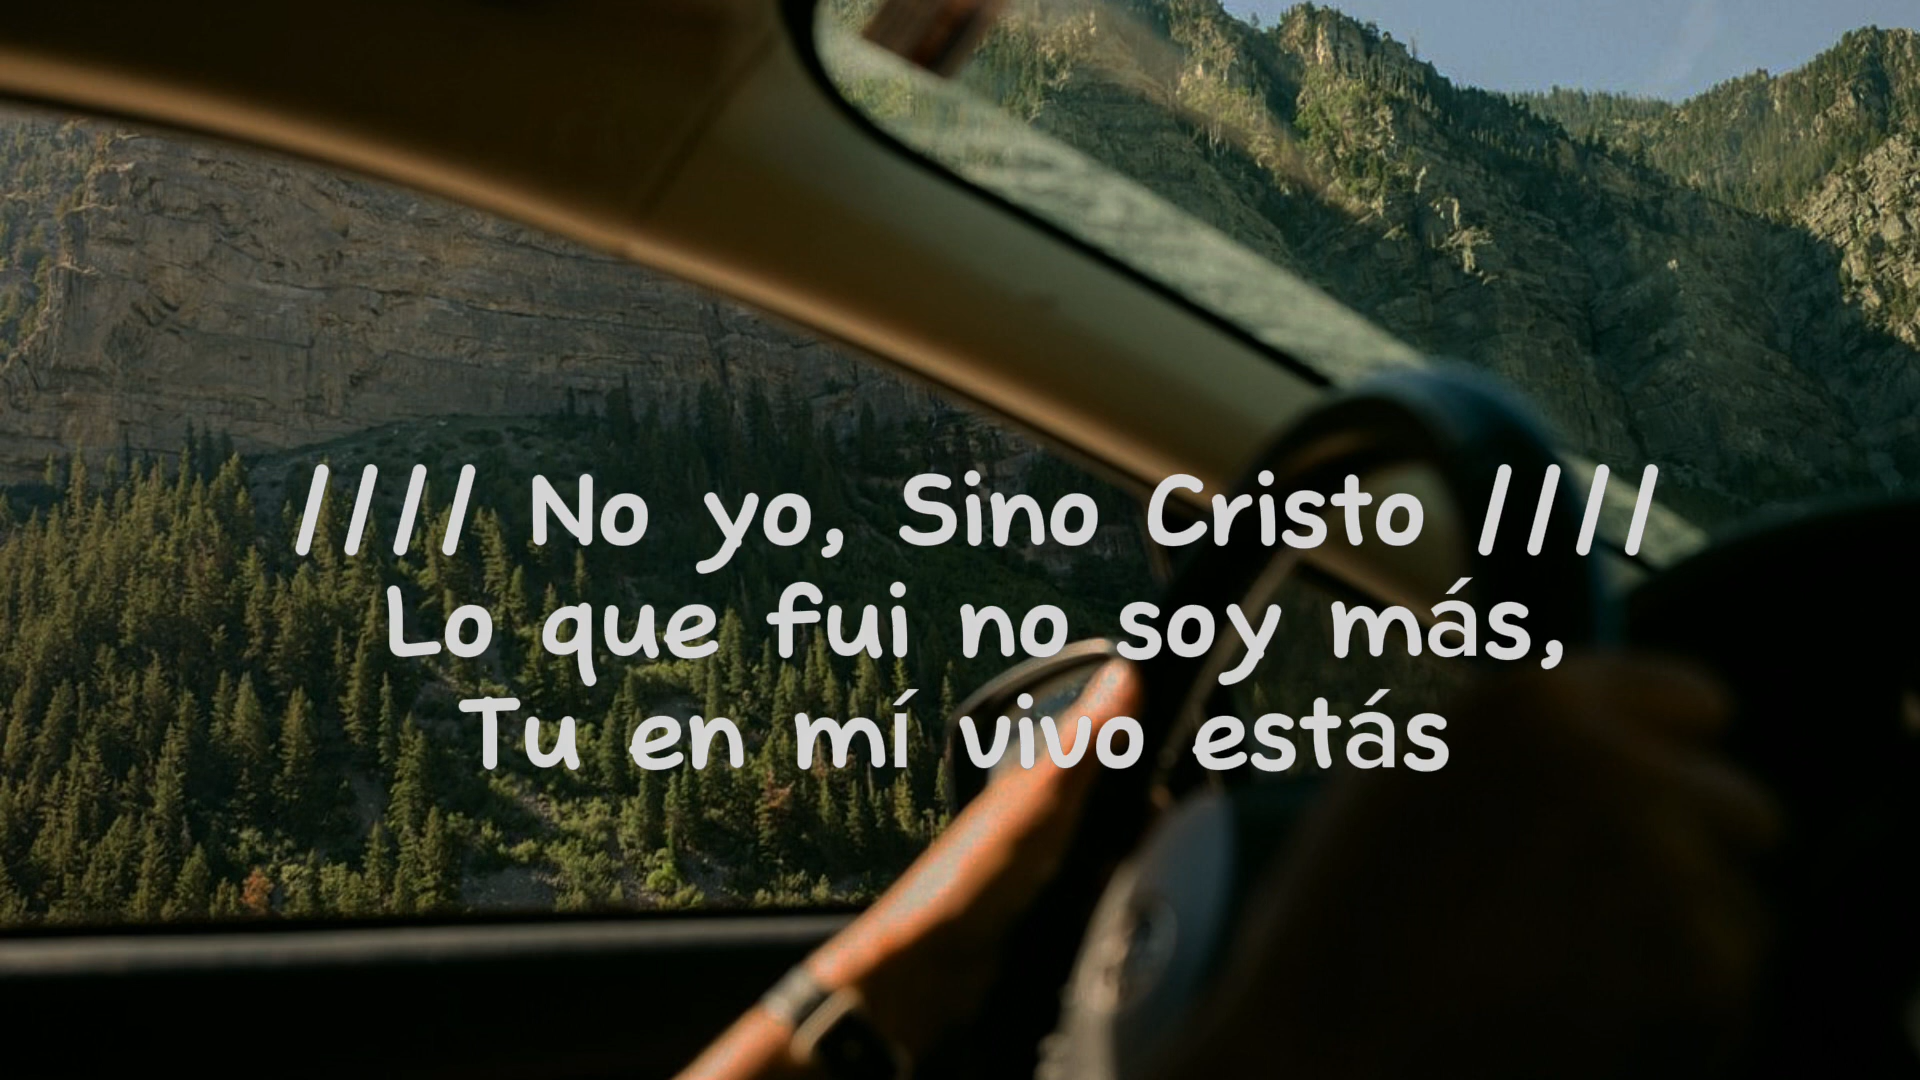 //// No yo, Sino Cristo ////
Lo que fui no soy más,
Tu en mí vivo estás